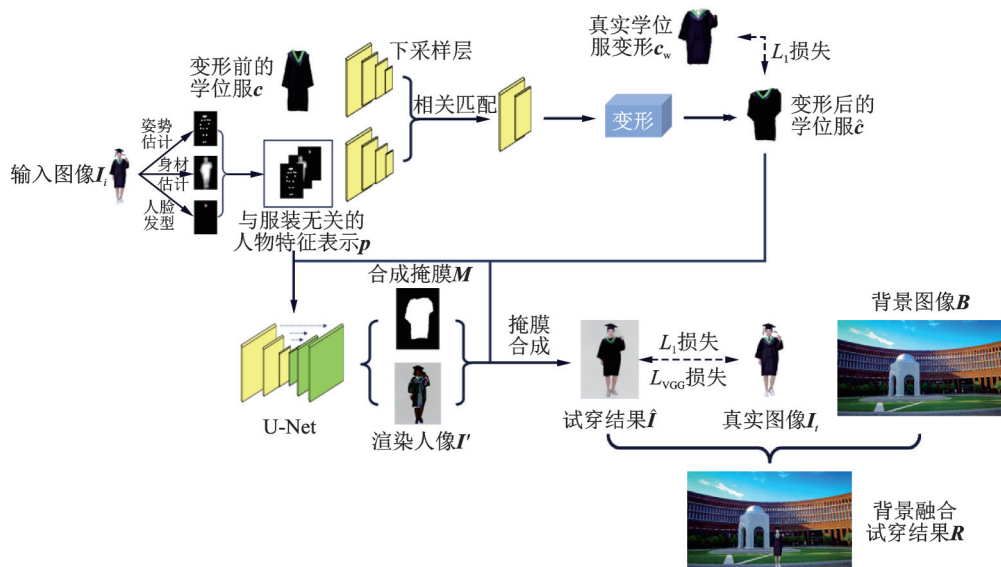 下采样层
真实学位
服变形c_w
L₁损失
变形前的
学位服c
相关匹配
变形
变形后的
学位服ĉ
姿势
估计
输入图像I_i
身材
估计
人脸
发型
与服装无关的
人物特征表示p
合成掩膜M
背景图像B
掩膜
合成
L₁损失
L_VGG损失
U-Net
渲染人像I′
试穿结果Î
真实图像I_t
背景融合
试穿结果R